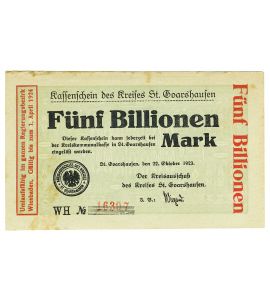 Kassenschein des Kreises St. Goarshausen
Fünf Billionen
Mark
Dieser Kassenschein kann jederzeit bei
der Kreiskommunalkasse in St. Goarshausen
eingelöst werden.
St. Goarshausen, den 22. Oktober 1923.
Der Kreisausschuß
des Kreises St. Goarshausen
J. V.:
WH №
Umlauffähig im ganzen Regierungsbezirk
Wiesbaden. Gültig bis zum 1. April 1924
Fünf Billionen